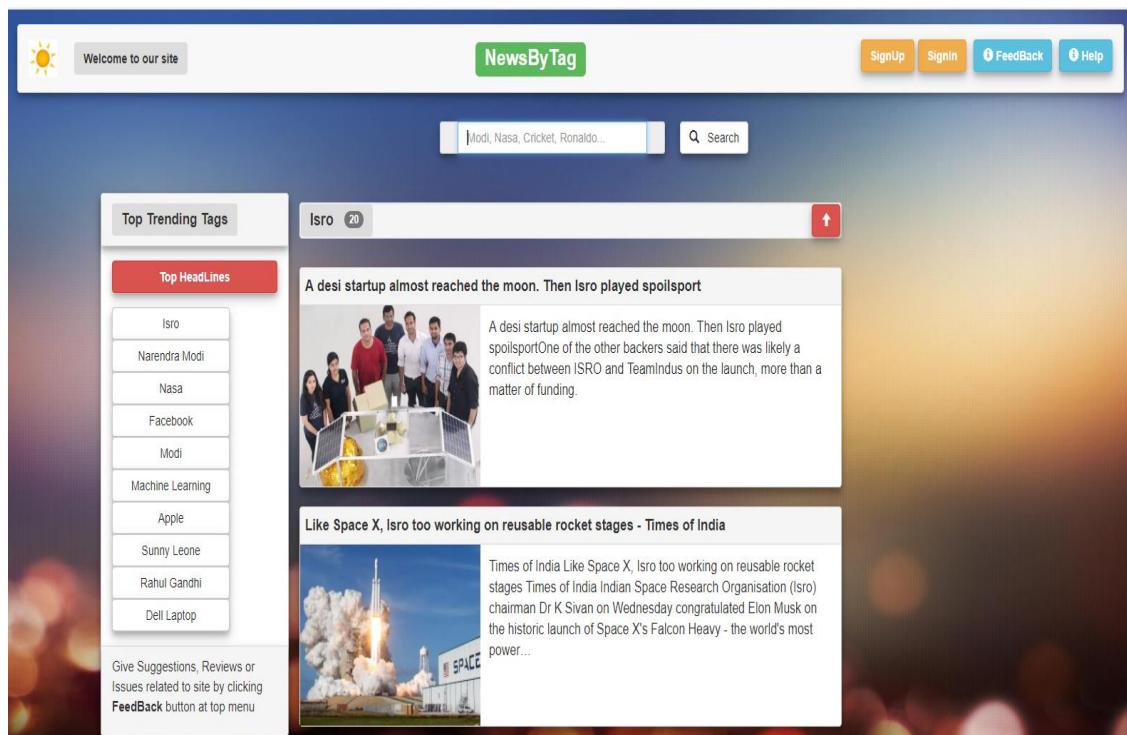 Welcome to our site
NewsByTag
SignUp
SignIn
FeedBack
Help
Modi, Nasa, Cricket, Ronaldo...
Search
Top Trending Tags
Top HeadLines
Isro
Narendra Modi
Nasa
Facebook
Modi
Machine Learning
Apple
Sunny Leone
Rahul Gandhi
Dell Laptop
Give Suggestions, Reviews or
Issues related to site by clicking
FeedBack button at top menu
Isro 20
A desi startup almost reached the moon. Then Isro played spoilsport
A desi startup almost reached the moon. Then Isro played
spoilsportOne of the other backers said that there was likely a
conflict between ISRO and TeamIndus on the launch, more than a
matter of funding.
Like Space X, Isro too working on reusable rocket stages - Times of India
Times of India Like Space X, Isro too working on reusable rocket
stages Times of India Indian Space Research Organisation (Isro)
chairman Dr K Sivan on Wednesday congratulated Elon Musk on
the historic launch of Space X's Falcon Heavy - the world's most
power…
SPACE